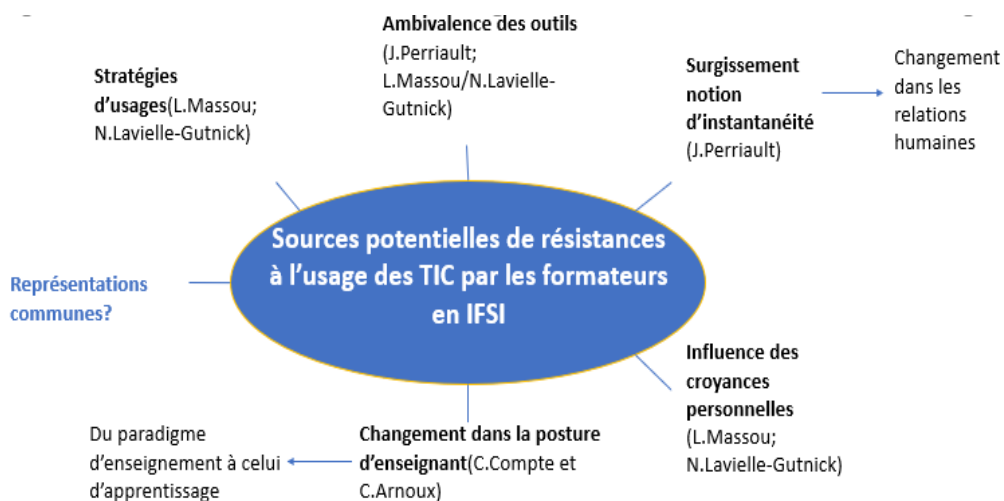 Ambivalence des outils
(J.Perriault;
L.Massou/N.Lavielle-
Gutnick)
Stratégies
d’usages(L.Massou;
N.Lavielle-Gutnick)
Surgissement
notion
d’instantanéité
(J.Perriault)
Changement
dans les
relations
humaines
Sources potentielles de résistances
à l’usage des TIC par les formateurs
en IFSI
Représentations
communes?
Influence des
croyances
personnelles
(L.Massou;
N.Lavielle-Gutnick)
Changement dans la posture
d’enseignant(C.Compte et
C.Arnoux)
Du paradigme
d’enseignement à celui
d’apprentissage